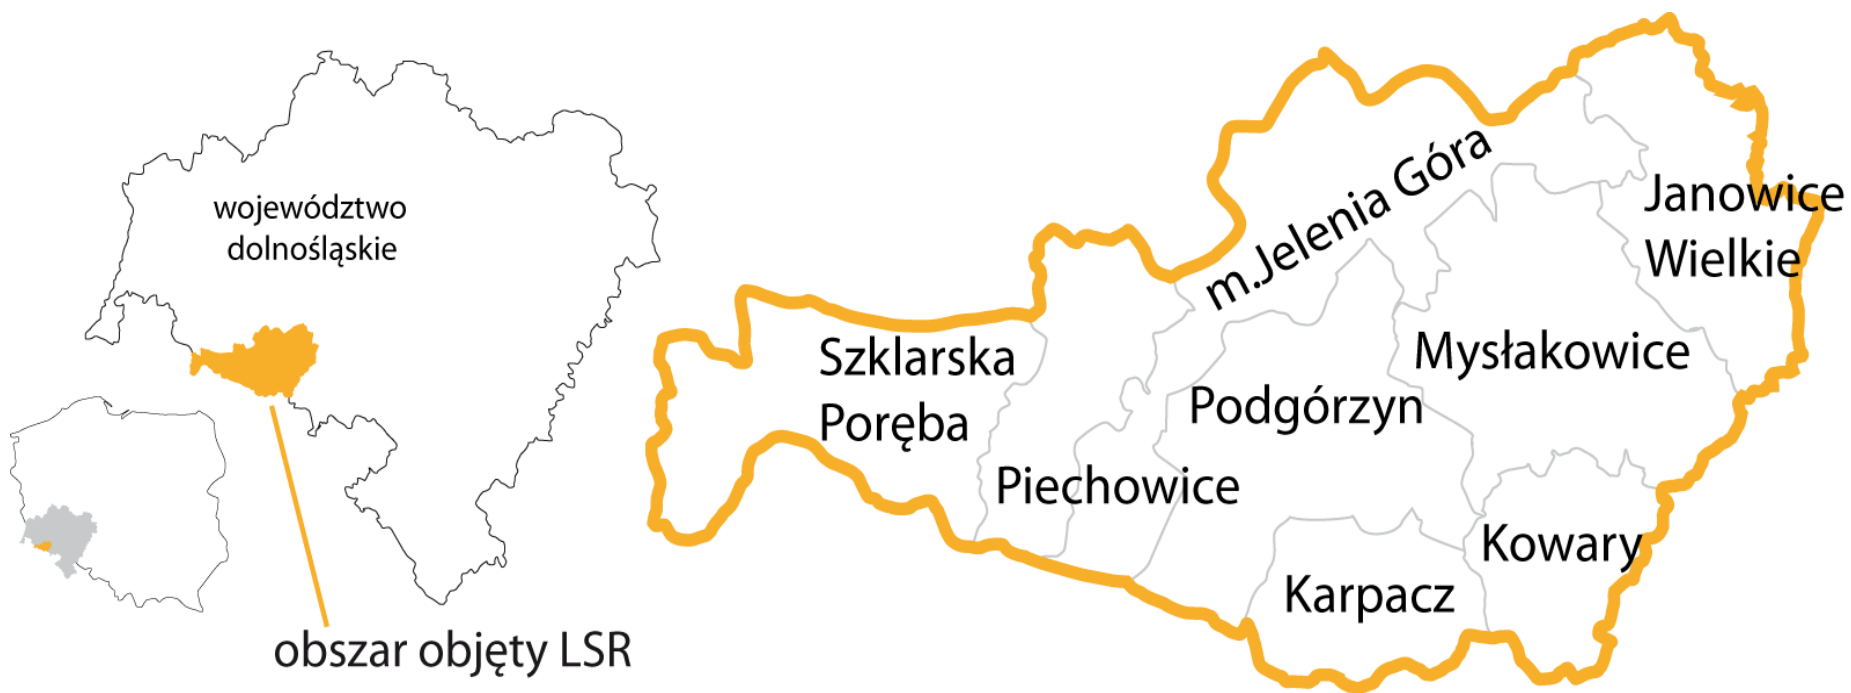 województwo
dolnośląskie
obszar objęty LSR
m.Jelenia Góra
Janowice
Wielkie
Szklarska
Poręba
Mysłakowice
Podgórzyn
Piechowice
Kowary
Karpacz